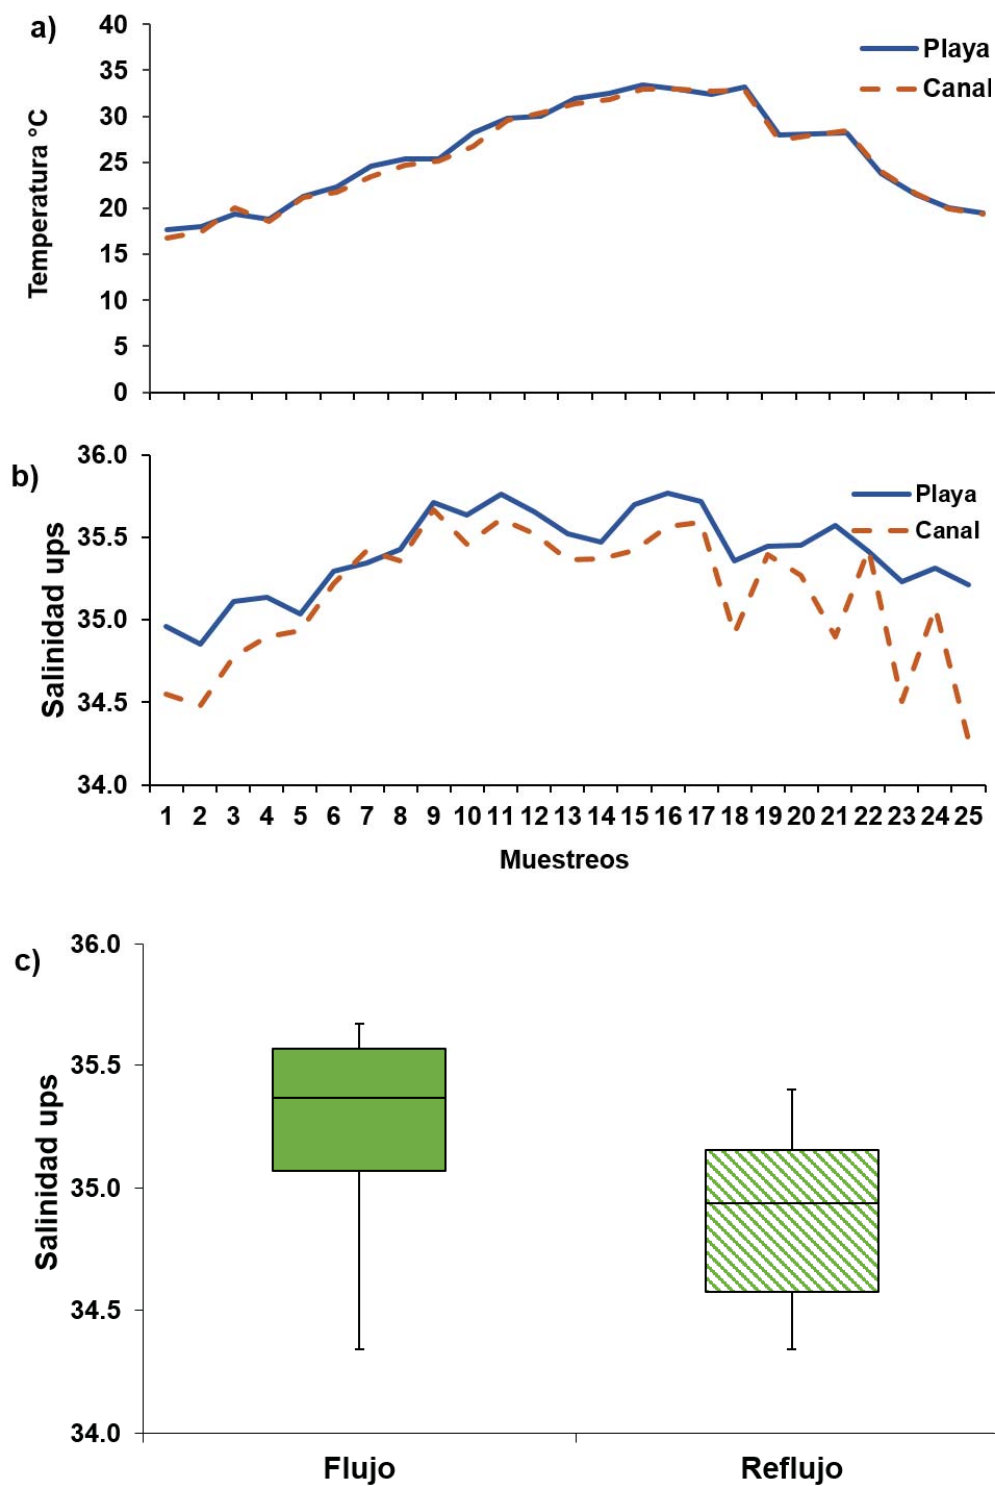 a)
Temperatura °C
40
35
30
25
20
15
10
5
0
Playa
Canal
b)
Salinidad ups
36.0
35.5
35.0
34.5
34.0
Playa
Canal
1 2 3 4 5 6 7 8 9 10 11 12 13 14 15 16 17 18 19 20 21 22 23 24 25
Muestreos
c)
Salinidad ups
36.0
35.5
35.0
34.5
34.0
Flujo Reflujo